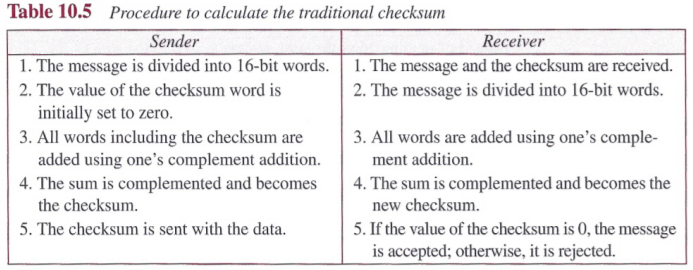 Table 10.5 Procedure to calculate the traditional checksum
Sender
Receiver
1. The message is divided into 16-bit words.
1. The message and the checksum are received.
2. The value of the checksum word is
initially set to zero.
2. The message is divided into 16-bit words.
3. All words including the checksum are
added using one's complement addition.
3. All words are added using one's comple-
ment addition.
4. The sum is complemented and becomes
the checksum.
4. The sum is complemented and becomes the
new checksum.
5. The checksum is sent with the data.
5. If the value of the checksum is 0, the message
is accepted; otherwise, it is rejected.